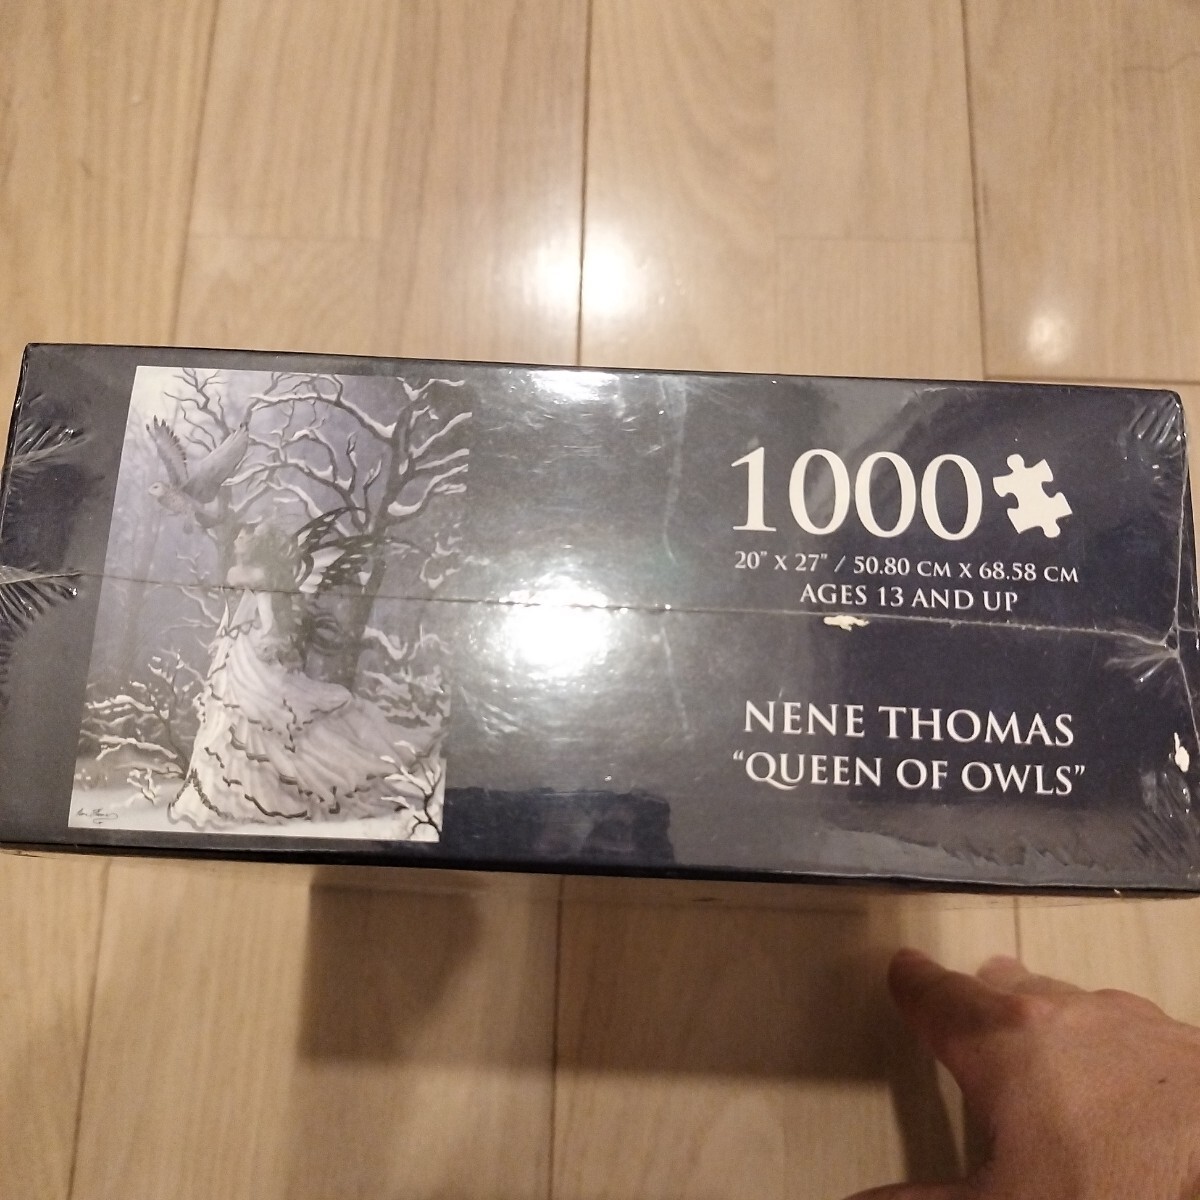 1000
20" X 27" / 50.80 CM X 68.58 CM
AGES 13 AND UP
NENE THOMAS
“QUEEN OF OWLS”